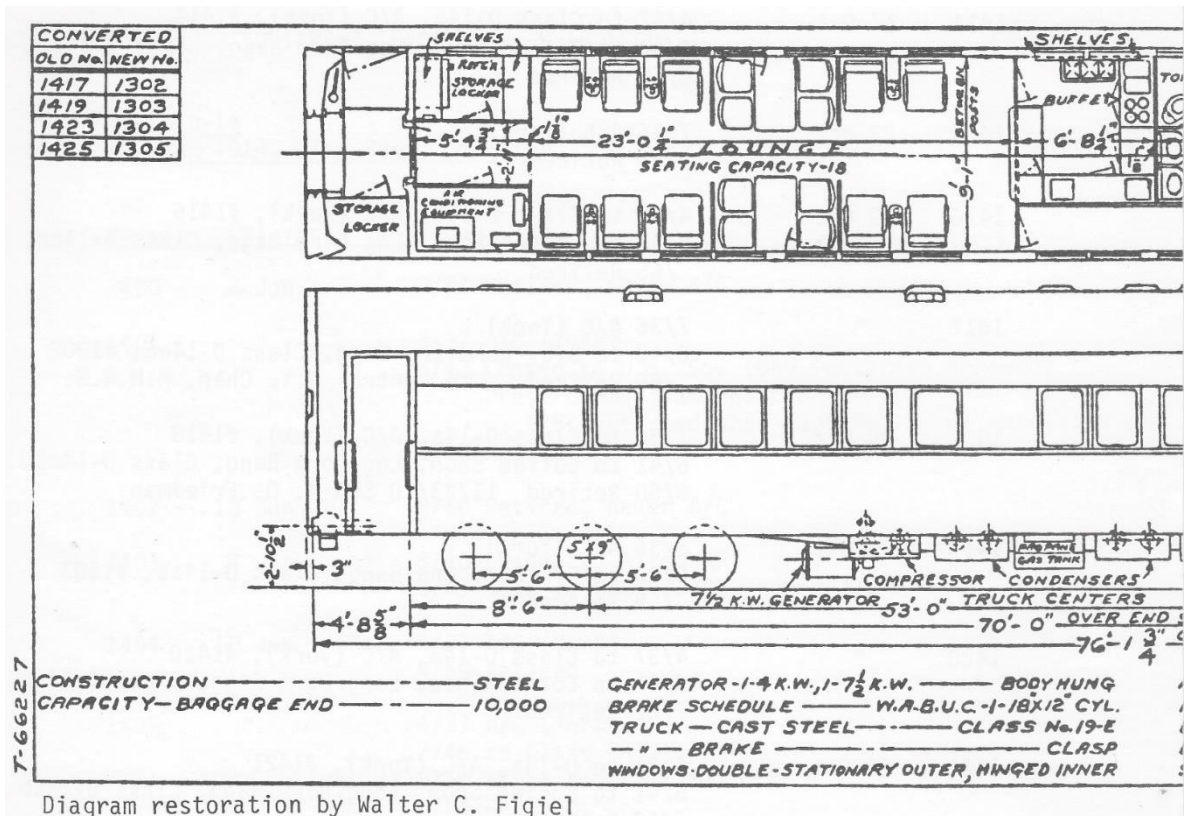 CONVERTED
OLD No. NEW No.
1417 1302
1419 1303
1423 1304
1425 1305
SHELVES
REFR.
STORAGE
LOCKER
5'-4 3/4"
23'-0 1/2"
LOUNGE
SEATING CAPACITY-18
BETWEEN
POSTS
9'-1"
SHELVES
BUFFET
6'-8 1/2"
STORAGE
LOCKER
AIR
CONDITIONING
EQUIPMENT
2'-10 1/2"
3"
5'-6"
5'-6"
COMPRESSOR
PROPANE
GAS TANK
CONDENSERS
7 1/2 K.W. GENERATOR
8'-6"
53'-0" TRUCK CENTERS
4'-8 5/8"
70'-0" OVER END
76'-1 3/4"
CONSTRUCTION STEEL
CAPACITY-BAGGAGE END 10,000
GENERATOR-1-4 K.W., 1-7 1/2 K.W. BODY HUNG
BRAKE SCHEDULE W.A.B.U.C.-1-18"X12" CYL.
TRUCK-CAST STEEL CLASS No. 19-E
" BRAKE CLASP
WINDOWS-DOUBLE-STATIONARY OUTER, HINGED INNER
T-66227
Diagram restoration by Walter C. Figiel